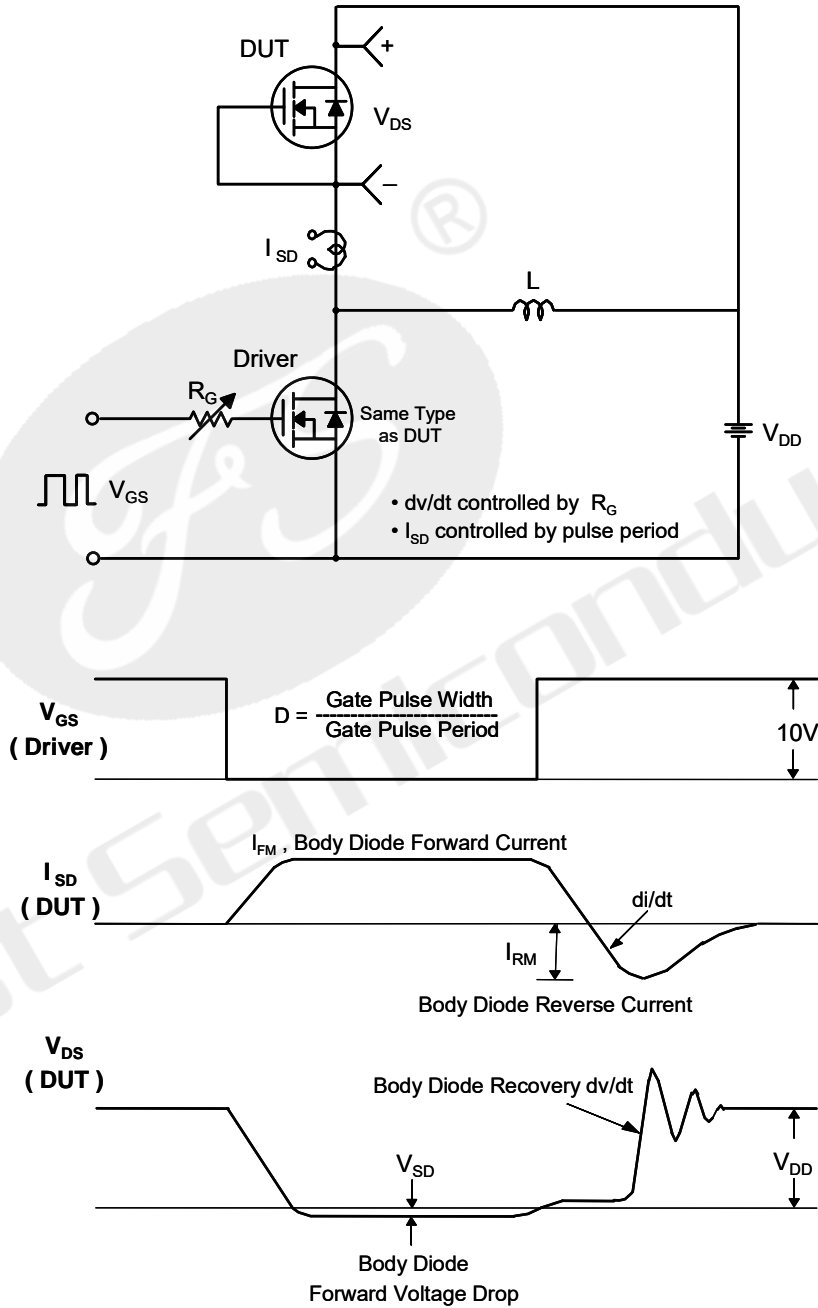 DUT
+
V_DS
–
I_SD
L
Driver
R_G
Same Type
as DUT
V_DD
V_GS
• dv/dt controlled by R_G
• I_SD controlled by pulse period
®
V_GS
( Driver )
D = Gate Pulse Width
Gate Pulse Period
10V
I_FM , Body Diode Forward Current
I_SD
( DUT )
di/dt
I_RM
Body Diode Reverse Current
V_DS
( DUT )
Body Diode Recovery dv/dt
V_SD
V_DD
Body Diode
Forward Voltage Drop